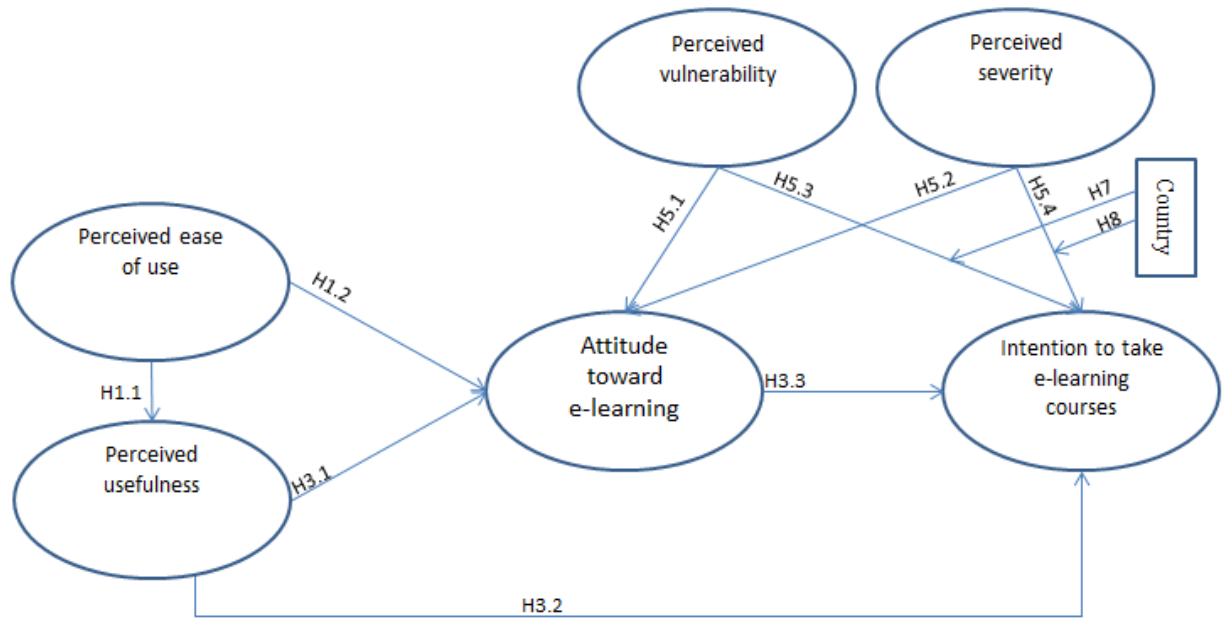 Perceived
vulnerability
Perceived
severity
H5.1
H5.3
H5.2
H5.4
H7
H8
Country
Perceived ease
of use
H1.2
H1.1
Attitude
toward
e-learning
H3.3
Intention to take
e-learning
courses
Perceived
usefulness
H3.1
H3.2